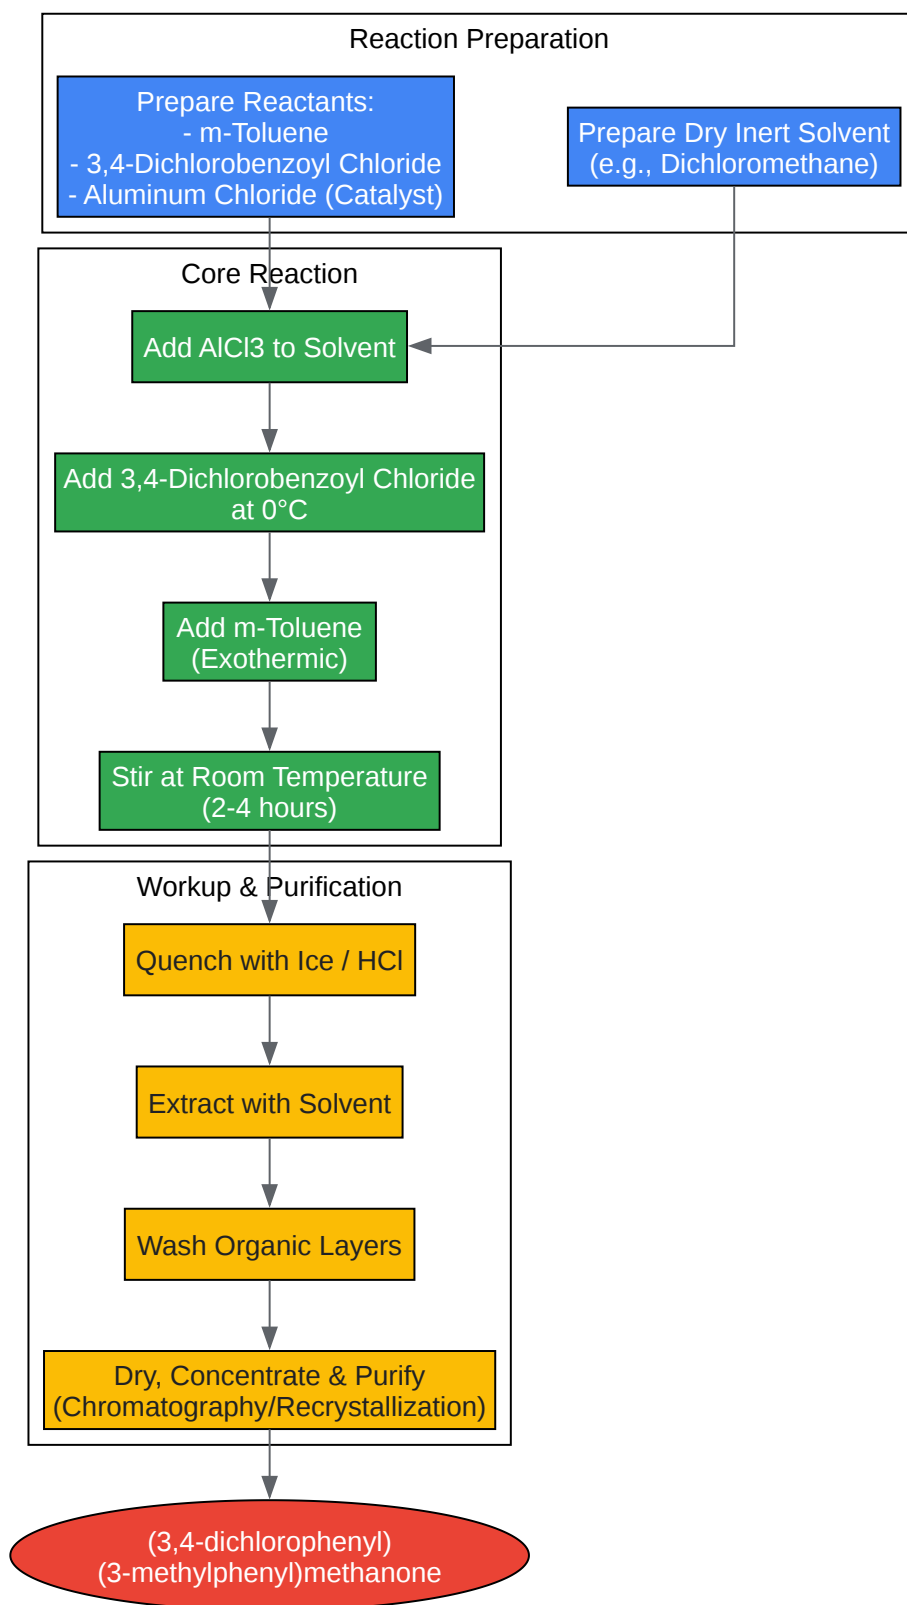 Reaction Preparation
Prepare Reactants:
- m-Toluene
- 3,4-Dichlorobenzoyl Chloride
- Aluminum Chloride (Catalyst)
Prepare Dry Inert Solvent
(e.g., Dichloromethane)
Core Reaction
Add AlCl3 to Solvent
Add 3,4-Dichlorobenzoyl Chloride
at 0°C
Add m-Toluene
(Exothermic)
Stir at Room Temperature
(2-4 hours)
Workup & Purification
Quench with Ice / HCl
Extract with Solvent
Wash Organic Layers
Dry, Concentrate & Purify
(Chromatography/Recrystallization)
(3,4-dichlorophenyl)
(3-methylphenyl)methanone